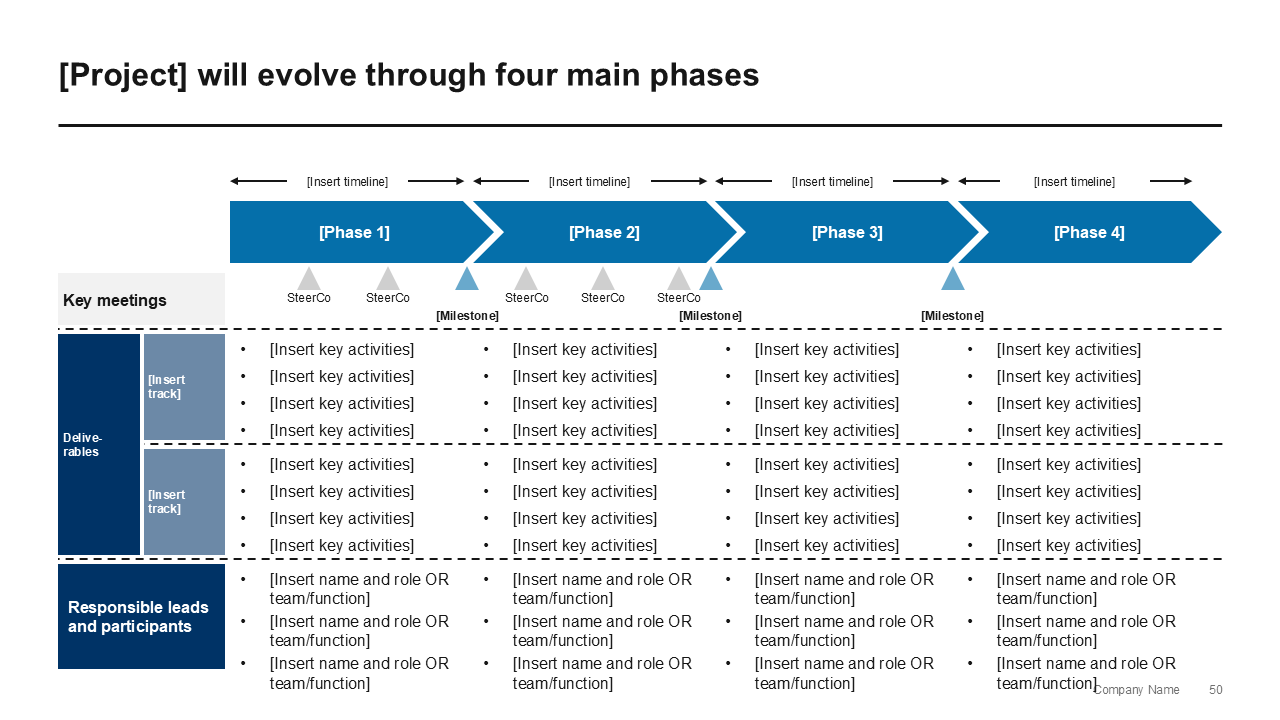 [Project] will evolve through four main phases
[Insert timeline] [Insert timeline] [Insert timeline] [Insert timeline]
[Phase 1] [Phase 2] [Phase 3] [Phase 4]
Key meetings
SteerCo SteerCo SteerCo SteerCo SteerCo
[Milestone] [Milestone] [Milestone]
Delive-
rables
[Insert
track]
• [Insert key activities] • [Insert key activities] • [Insert key activities] • [Insert key activities]
• [Insert key activities] • [Insert key activities] • [Insert key activities] • [Insert key activities]
• [Insert key activities] • [Insert key activities] • [Insert key activities] • [Insert key activities]
• [Insert key activities] • [Insert key activities] • [Insert key activities] • [Insert key activities]
[Insert
track]
• [Insert key activities] • [Insert key activities] • [Insert key activities] • [Insert key activities]
• [Insert key activities] • [Insert key activities] • [Insert key activities] • [Insert key activities]
• [Insert key activities] • [Insert key activities] • [Insert key activities] • [Insert key activities]
• [Insert key activities] • [Insert key activities] • [Insert key activities] • [Insert key activities]
Responsible leads
and participants
• [Insert name and role OR • [Insert name and role OR • [Insert name and role OR • [Insert name and role OR
team/function] team/function] team/function] team/function]
• [Insert name and role OR • [Insert name and role OR • [Insert name and role OR • [Insert name and role OR
team/function] team/function] team/function] team/function]
• [Insert name and role OR • [Insert name and role OR • [Insert name and role OR • [Insert name and role OR
team/function] team/function] team/function] team/function]
Company Name 50